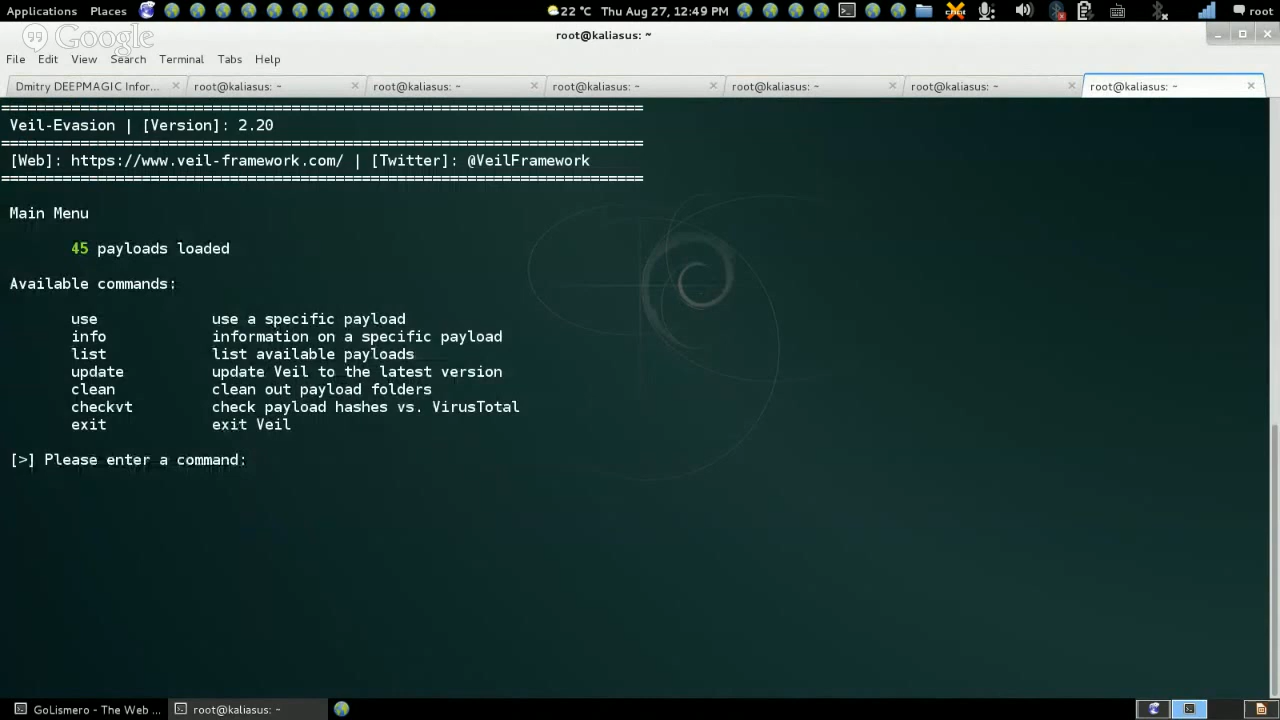 Applications Places 22 °C Thu Aug 27, 12:49 PM root
Google
root@kaliasus: ~
File Edit View Search Terminal Tabs Help
Dmitry DEEPMAGIC Infor... root@kaliasus: ~ root@kaliasus: ~ root@kaliasus: ~ root@kaliasus: ~ root@kaliasus: ~ root@kaliasus: ~
=========================================================================
Veil-Evasion | [Version]: 2.20
=========================================================================
[Web]: https://www.veil-framework.com/ | [Twitter]: @VeilFramework
=========================================================================
Main Menu
45 payloads loaded
Available commands:
use use a specific payload
info information on a specific payload
list list available payloads
update update Veil to the latest version
clean clean out payload folders
checkvt check payload hashes vs. VirusTotal
exit exit Veil
[>] Please enter a command:
GoLismero - The Web ... root@kaliasus: ~